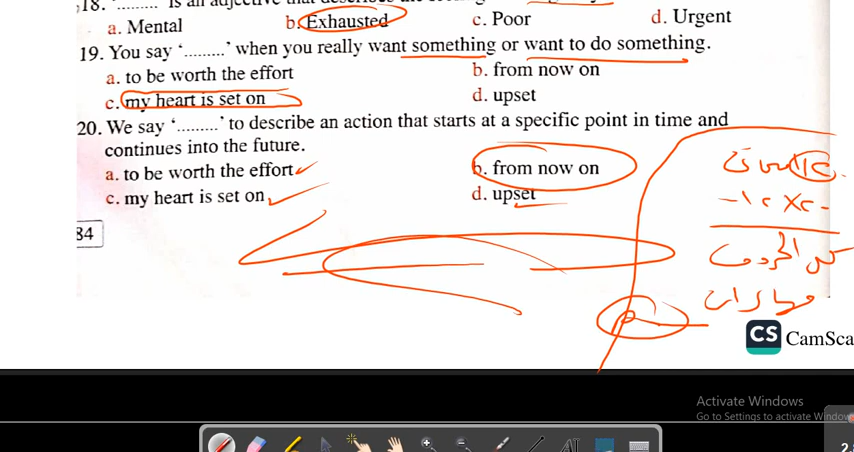 18. '.........' is an adjective that describes
a. Mental b. Exhausted c. Poor d. Urgent
19. You say '.........' when you really want something or want to do something.
a. to be worth the effort b. from now on
c. my heart is set on d. upset
20. We say '.........' to describe an action that starts at a specific point in time and
continues into the future.
a. to be worth the effort b. from now on
c. my heart is set on d. upset
84
CS CamSca
Activate Windows
Go to Settings to activate Window